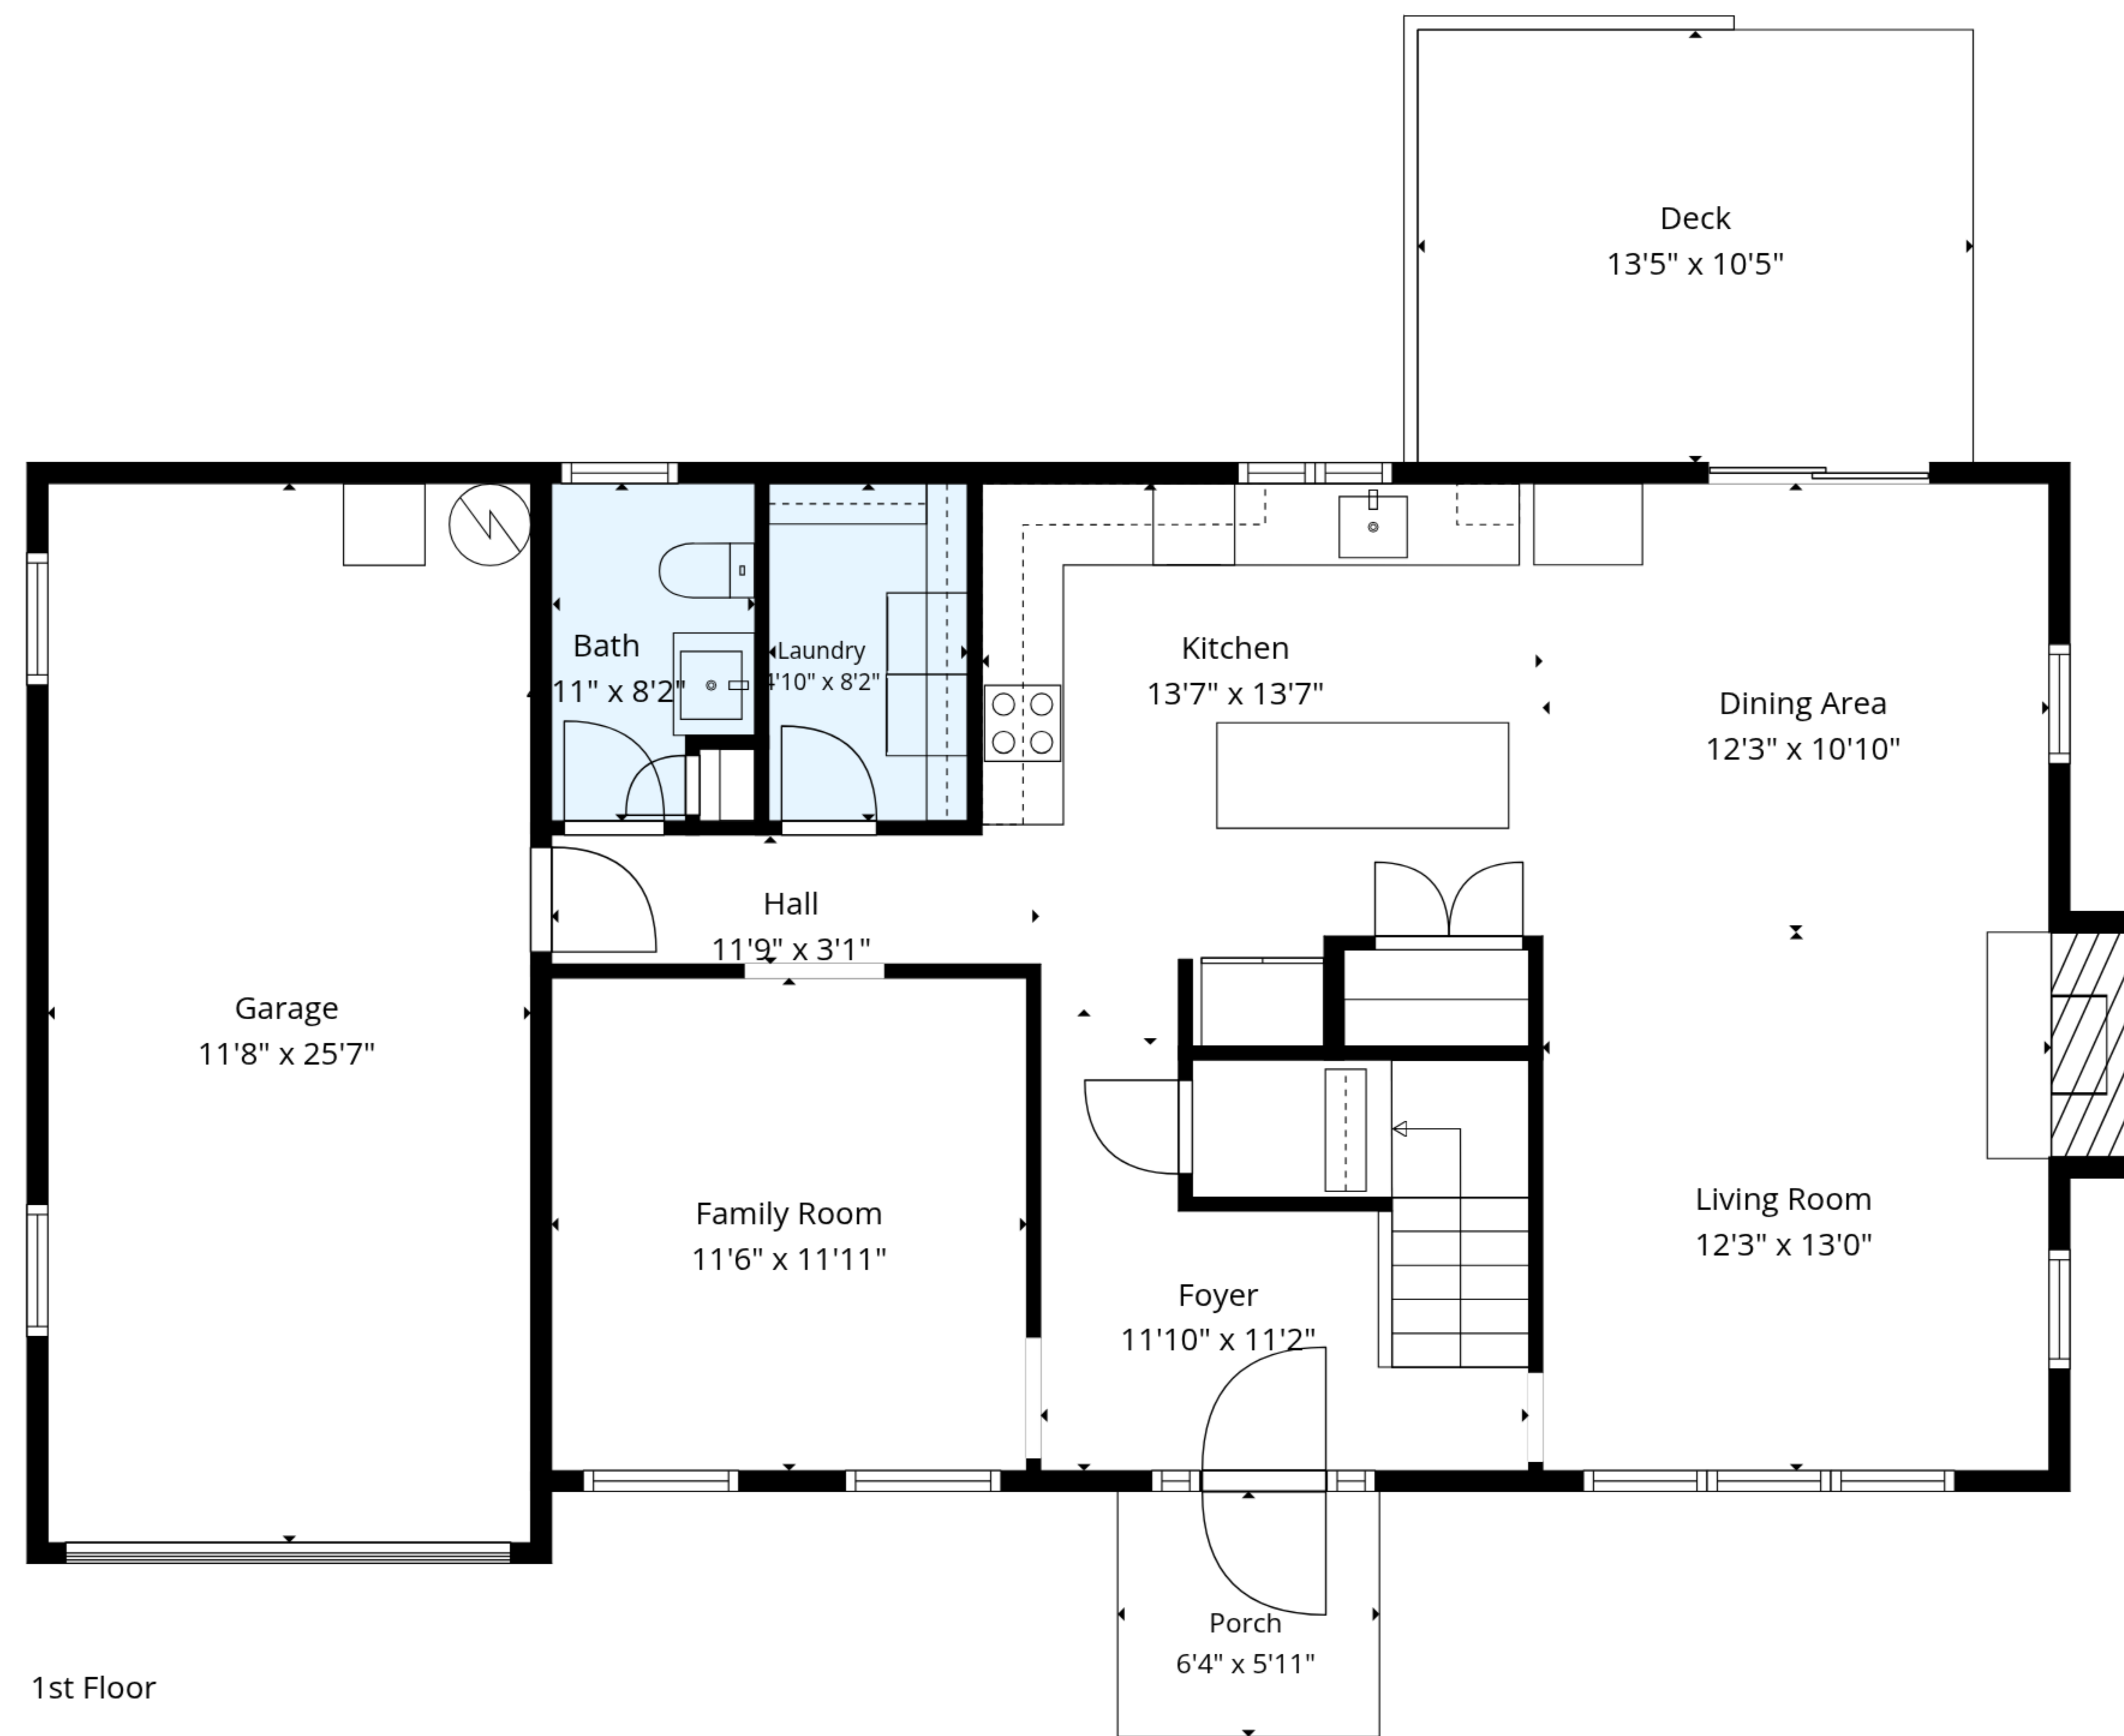 Deck
13'5" x 10'5"
Bath
11" x 8'2"
Laundry
4'10" x 8'2"
Kitchen
13'7" x 13'7"
Dining Area
12'3" x 10'10"
Hall
11'9" x 3'1"
Garage
11'8" x 25'7"
Family Room
11'6" x 11'11"
Living Room
12'3" x 13'0"
Foyer
11'10" x 11'2"
Porch
6'4" x 5'11"
1st Floor